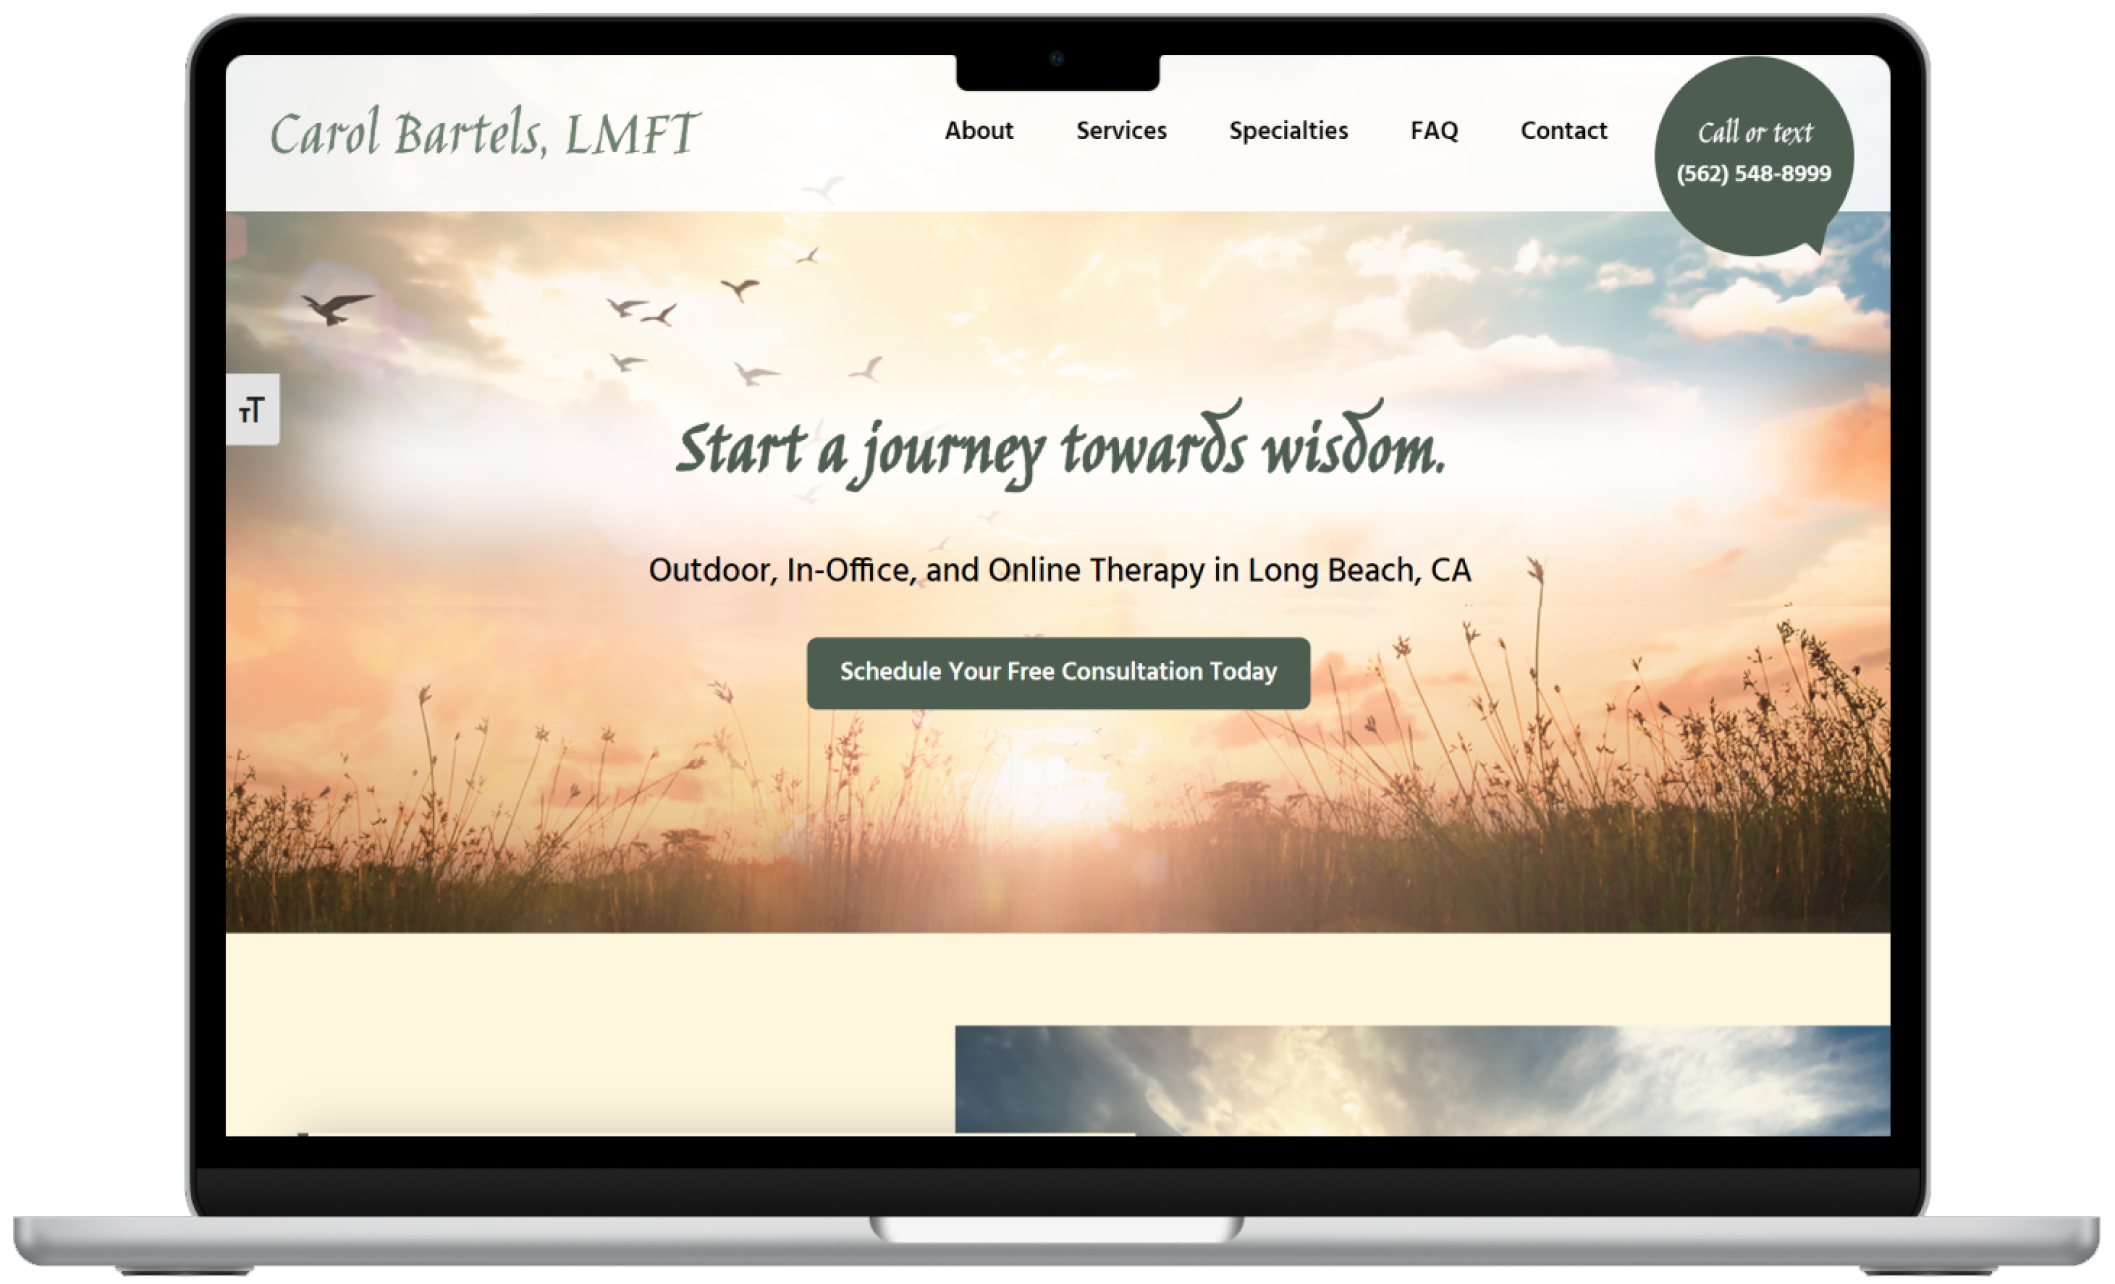 Carol Bartels, LMFT
About Services Specialties FAQ Contact
Call or text
(562) 548-8999
TT
Start a journey towards wisdom.
Outdoor, In-Office, and Online Therapy in Long Beach, CA
Schedule Your Free Consultation Today